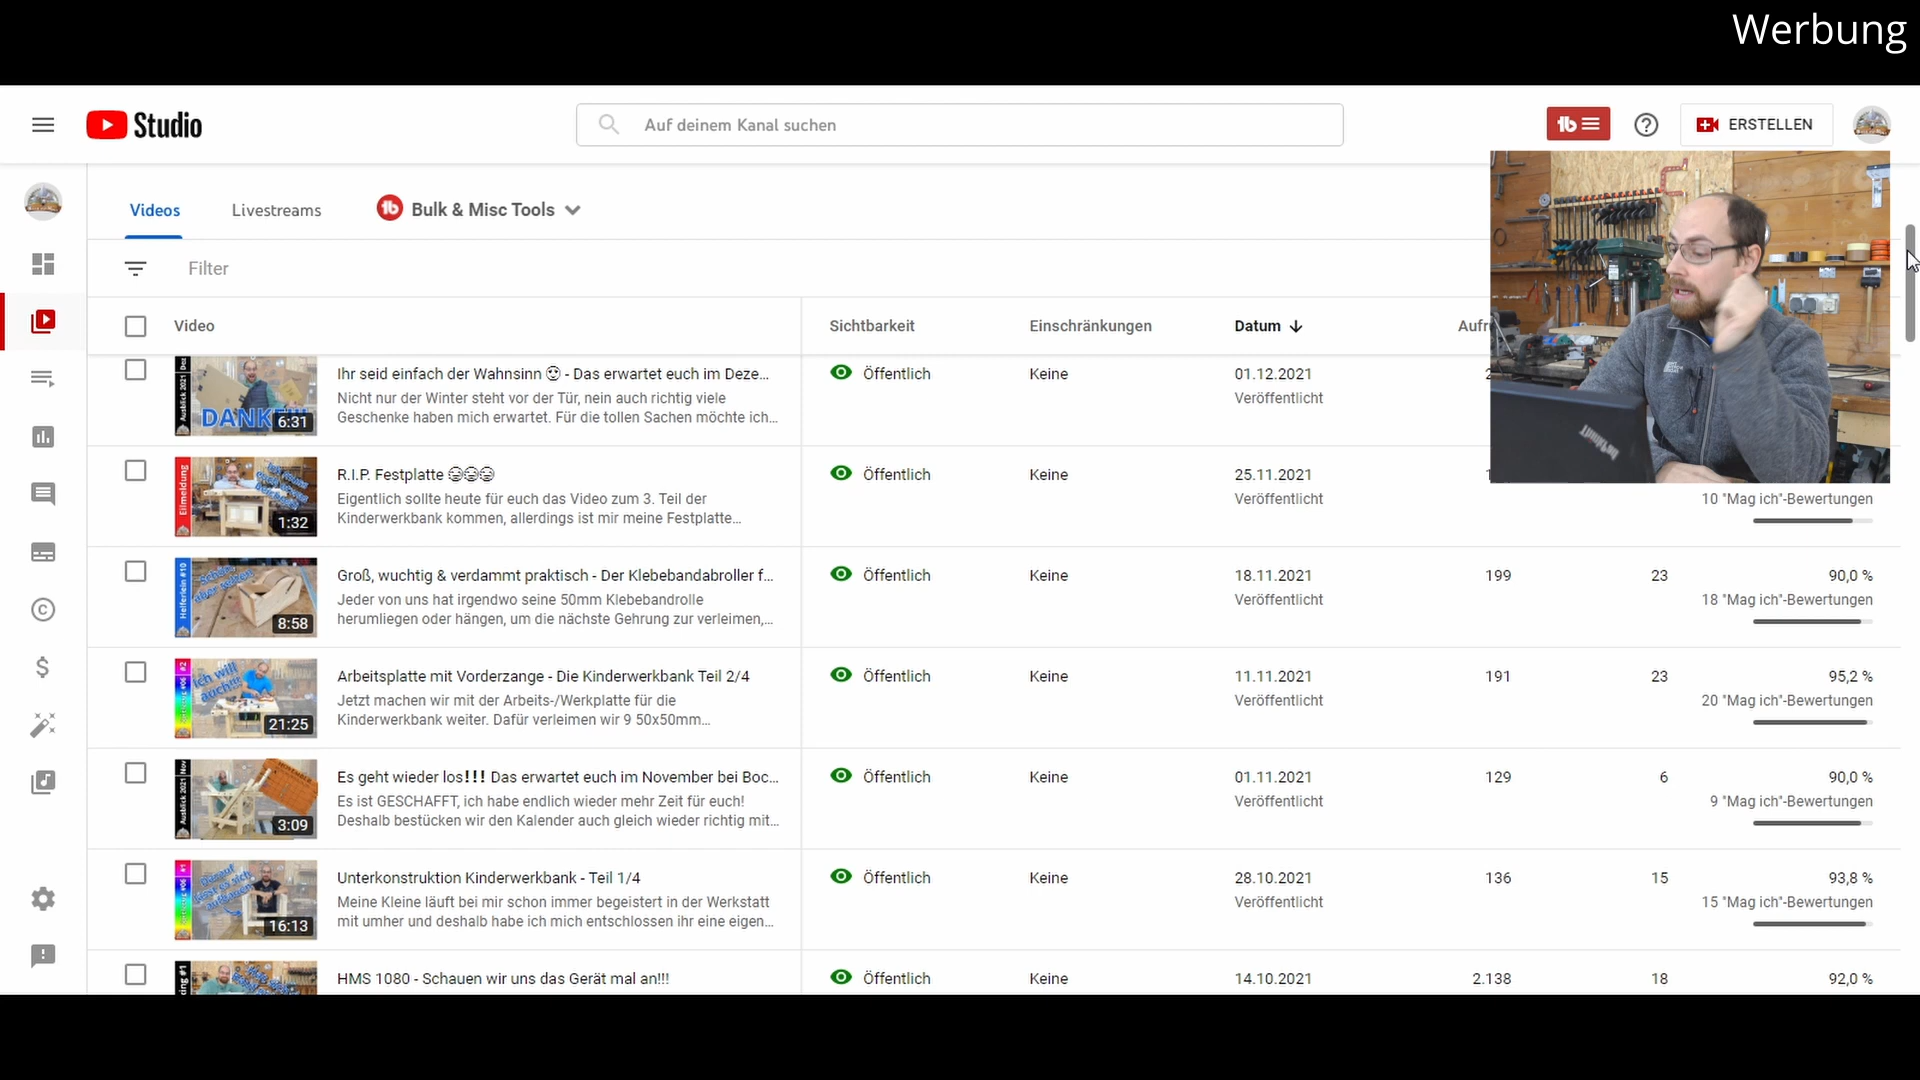 Werbung
Studio
Auf deinem Kanal suchen
ERSTELLEN
Videos
Livestreams
Bulk & Misc Tools
Filter
Video
Sichtbarkeit
Einschränkungen
Datum
Ihr seid einfach der Wahnsinn 😍 - Das erwartet euch im Deze...
Nicht nur der Winter steht vor der Tür, nein auch richtig viele
Geschenke haben mich erwartet. Für die tollen Sachen möchte ich...
6:31
Öffentlich
Keine
01.12.2021
Veröffentlicht
R.I.P. Festplatte 😭😭😭
Eigentlich sollte heute für euch das Video zum 3. Teil der
Kinderwerkbank kommen, allerdings ist mir meine Festplatte...
Eilmeldung
1:32
Öffentlich
Keine
25.11.2021
Veröffentlicht
10 "Mag ich"-Bewertungen
Groß, wuchtig & verdammt praktisch - Der Klebebandabroller f...
Jeder von uns hat irgendwo seine 50mm Klebebandrolle
herumliegen oder hängen, um die nächste Gehrung zur verleimen,...
Helferlein #10
8:58
Öffentlich
Keine
18.11.2021
Veröffentlicht
199
23
90,0 %
18 "Mag ich"-Bewertungen
Arbeitsplatte mit Vorderzange - Die Kinderwerkbank Teil 2/4
Jetzt machen wir mit der Arbeits-/Werkplatte für die
Kinderwerkbank weiter. Dafür verleimen wir 9 50x50mm...
Ich will
auch!!!
21:25
Öffentlich
Keine
11.11.2021
Veröffentlicht
191
23
95,2 %
20 "Mag ich"-Bewertungen
Es geht wieder los!!! Das erwartet euch im November bei Boc...
Es ist GESCHAFFT, ich habe endlich wieder mehr Zeit für euch!
Deshalb bestücken wir den Kalender auch gleich wieder richtig mit...
Ausblick 2021 Nov
3:09
Öffentlich
Keine
01.11.2021
Veröffentlicht
129
6
90,0 %
9 "Mag ich"-Bewertungen
Unterkonstruktion Kinderwerkbank - Teil 1/4
Meine Kleine läuft bei mir schon immer begeistert in der Werkstatt
mit umher und deshalb habe ich mich entschlossen ihr eine eigen...
16:13
Öffentlich
Keine
28.10.2021
Veröffentlicht
136
15
93,8 %
15 "Mag ich"-Bewertungen
HMS 1080 - Schauen wir uns das Gerät mal an!!!
Öffentlich
Keine
14.10.2021
2.138
18
92,0 %